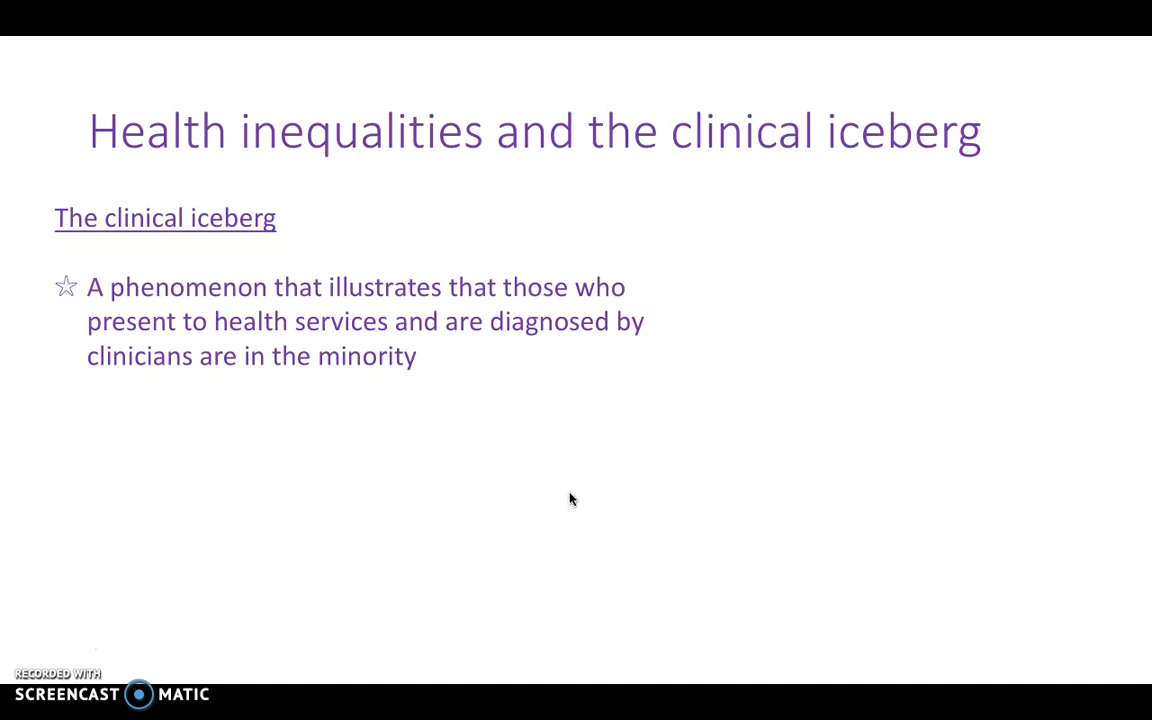 Health inequalities and the clinical iceberg
The clinical iceberg
☆ A phenomenon that illustrates that those who
present to health services and are diagnosed by
clinicians are in the minority
RECORDED WITH
SCREENCAST MATIC